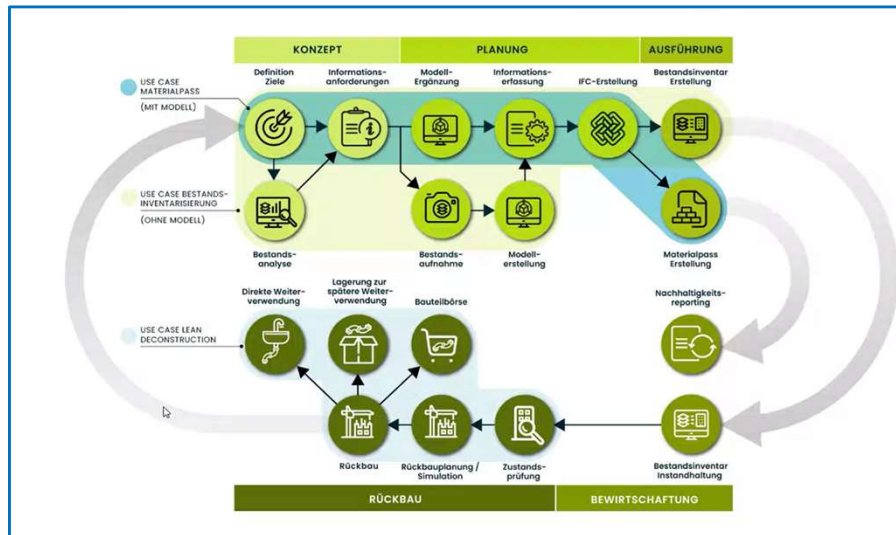 KONZEPT
PLANUNG
AUSFÜHRUNG
Definition
Ziele
Informations-
anforderungen
Modell-
Ergänzung
Informations-
erfassung
IFC-Erstellung
Bestandsinventar
Erstellung
USE CASE
MATERIALPASS
(MIT MODELL)
USE CASE BESTANDS-
INVENTARISIERUNG
(OHNE MODELL)
Bestands-
analyse
Bestands-
aufnahme
Modell-
erstellung
Materialpass
Erstellung
Direkte Weiter-
verwendung
Lagerung zur
spätere Weiter-
verwendung
Bauteilbörse
Nachhaltigkeits-
reporting
USE CASE LEAN
DECONSTRUCTION
Rückbau
Rückbauplanung /
Simulation
Zustands-
prüfung
Bestandsinventar
Instandhaltung
RÜCKBAU
BEWIRTSCHAFTUNG